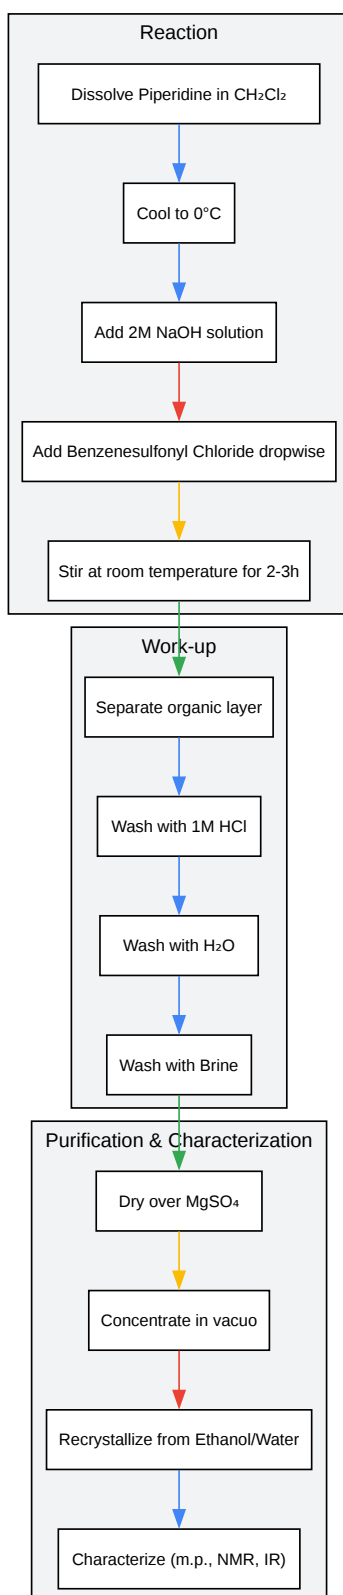 Reaction
Dissolve Piperidine in CH₂Cl₂
Cool to 0°C
Add 2M NaOH solution
Add Benzenesulfonyl Chloride dropwise
Stir at room temperature for 2-3h
Work-up
Separate organic layer
Wash with 1M HCl
Wash with H₂O
Wash with Brine
Purification & Characterization
Dry over MgSO₄
Concentrate in vacuo
Recrystallize from Ethanol/Water
Characterize (m.p., NMR, IR)